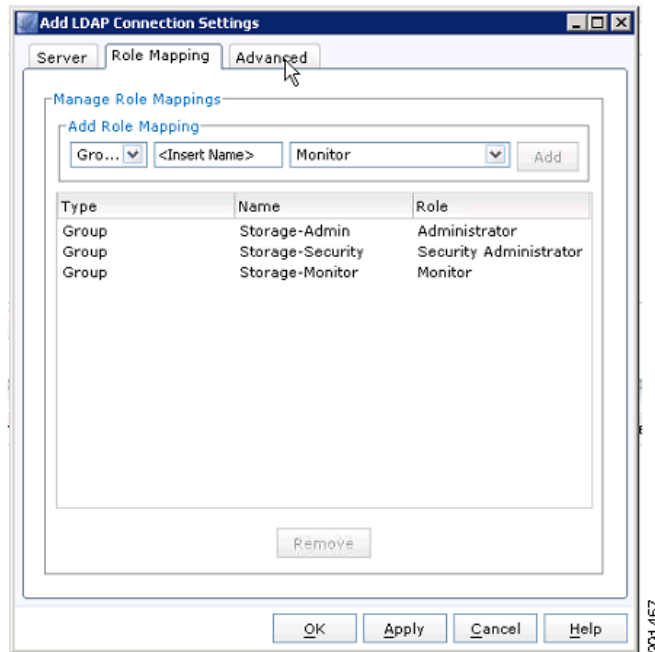 Add LDAP Connection Settings
Server Role Mapping Advanced
Manage Role Mappings
Add Role Mapping
Gro... <Insert Name> Monitor Add
Type Name Role
Group Storage-Admin Administrator
Group Storage-Security Security Administrator
Group Storage-Monitor Monitor
Remove
OK Apply Cancel Help